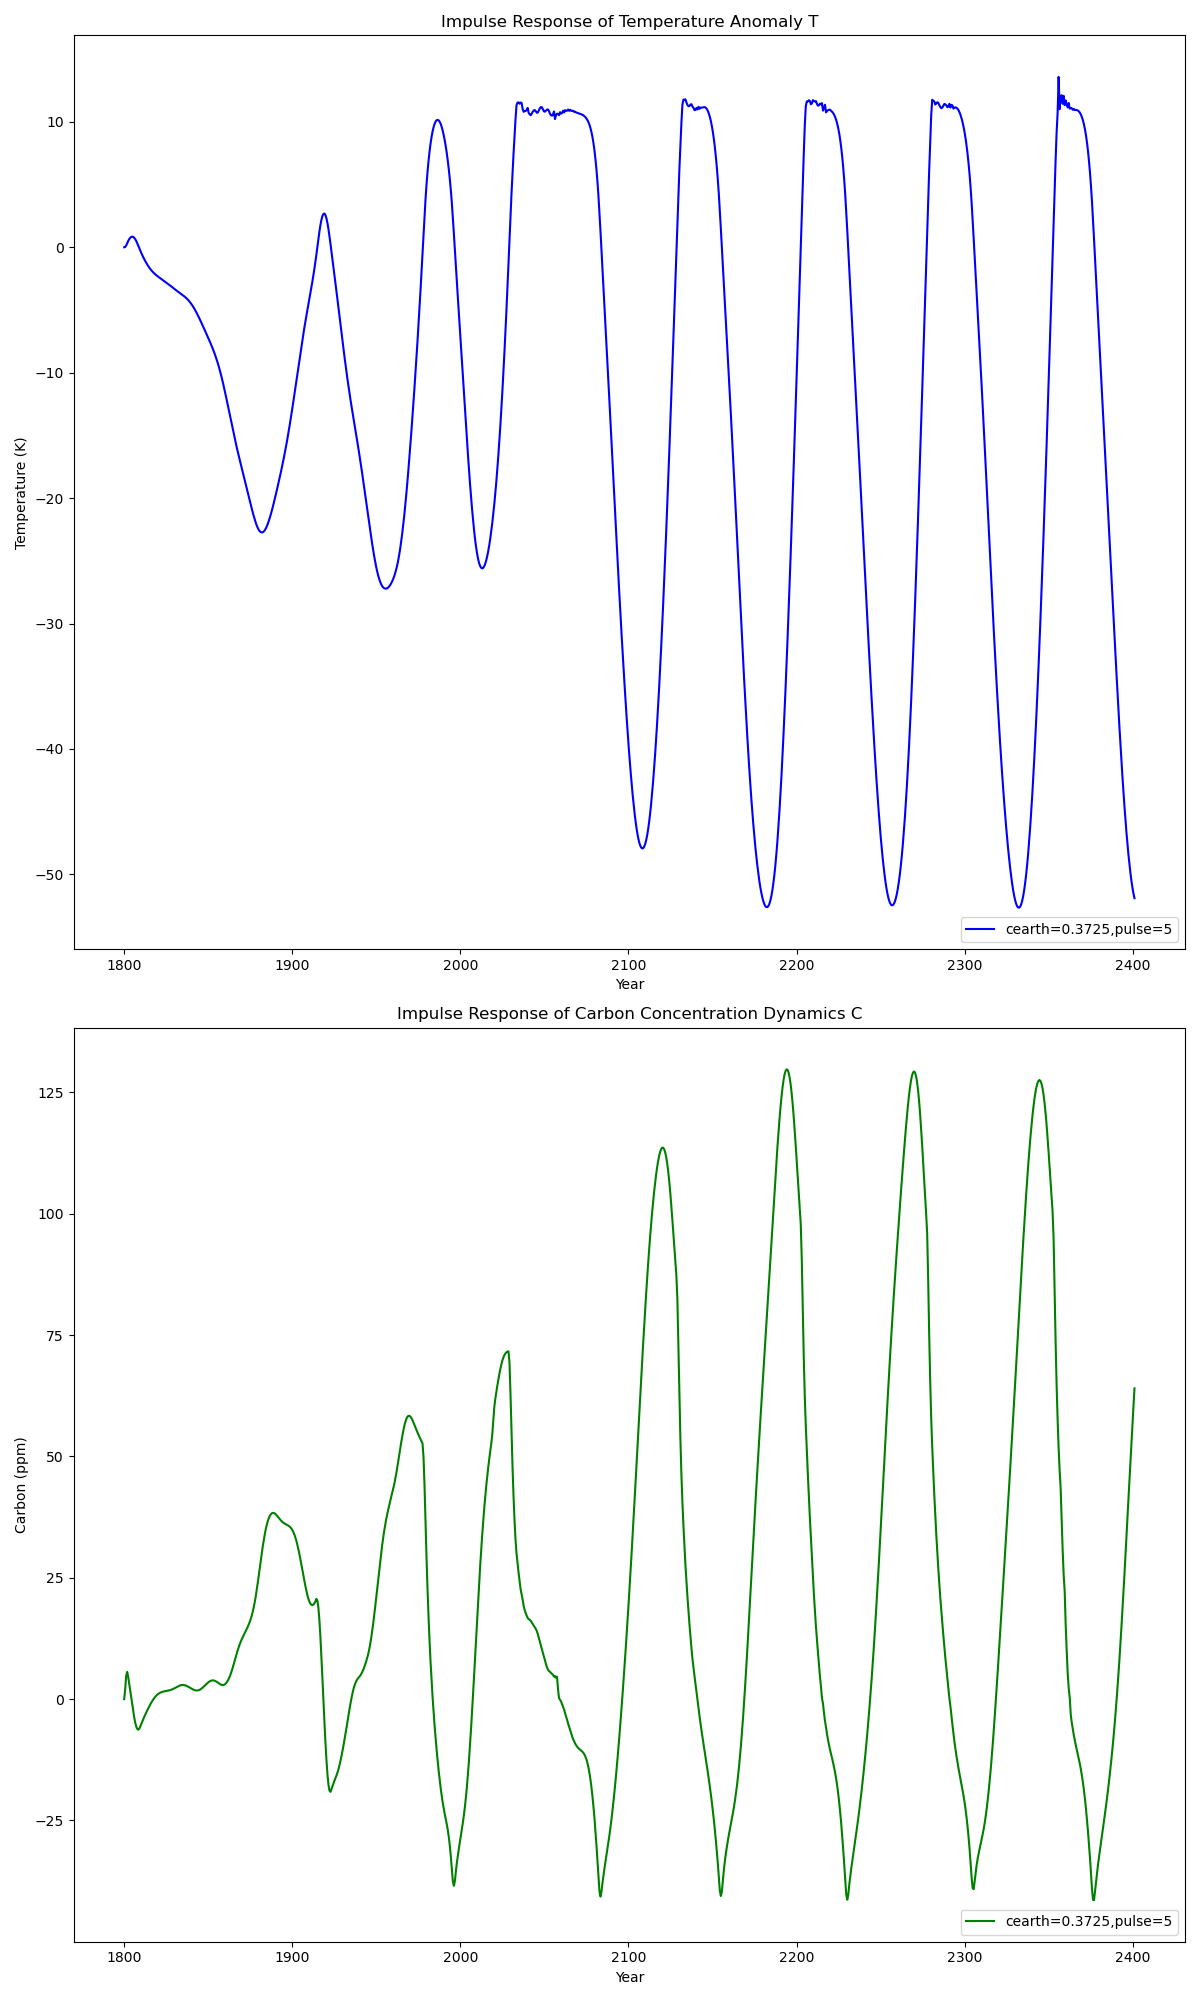 Impulse Response of Temperature Anomaly T
Temperature (K)
10
0
−10
−20
−30
−40
−50
cearth=0.3725,pulse=5
1800 1900 2000 2100 2200 2300 2400
Year
Impulse Response of Carbon Concentration Dynamics C
Carbon (ppm)
125
100
75
50
25
0
−25
cearth=0.3725,pulse=5
1800 1900 2000 2100 2200 2300 2400
Year